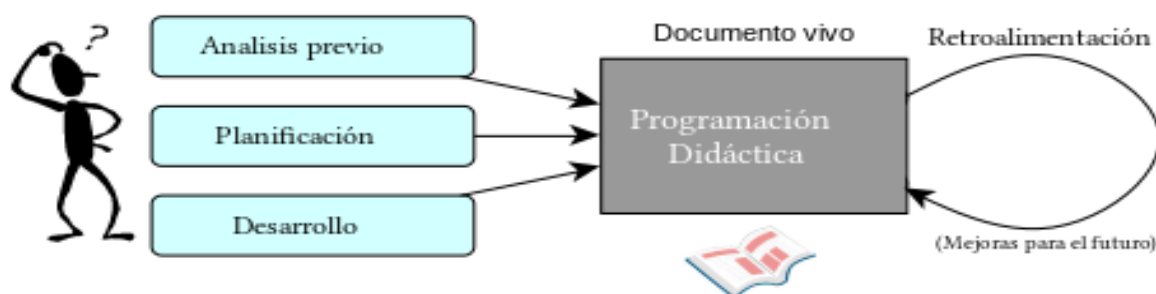 ?
Analisis previo
Planificación
Desarrollo
Documento vivo
Programación
Didáctica
Retroalimentación
(Mejoras para el futuro)